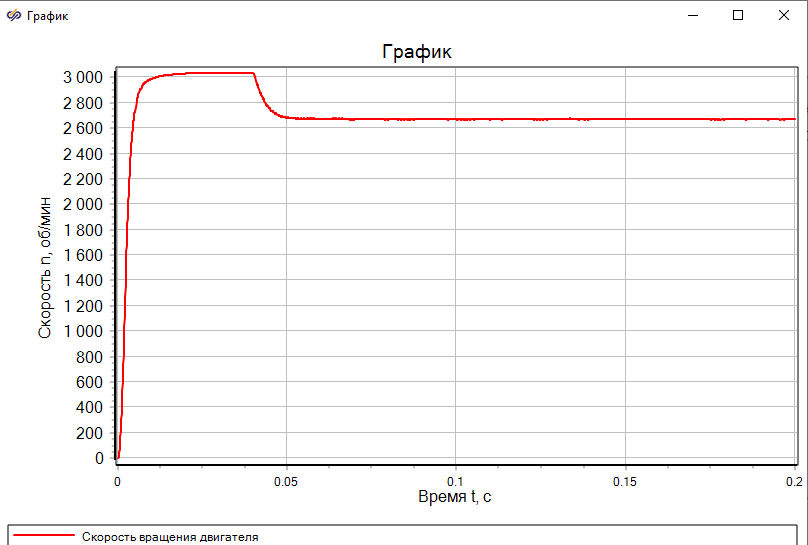 График
График
3 000
2 800
2 600
2 400
2 200
2 000
1 800
1 600
1 400
1 200
1 000
800
600
400
200
0
Скорость n, об/мин
0 0.05 0.1 0.15 0.2
Время t, с
Скорость вращения двигателя